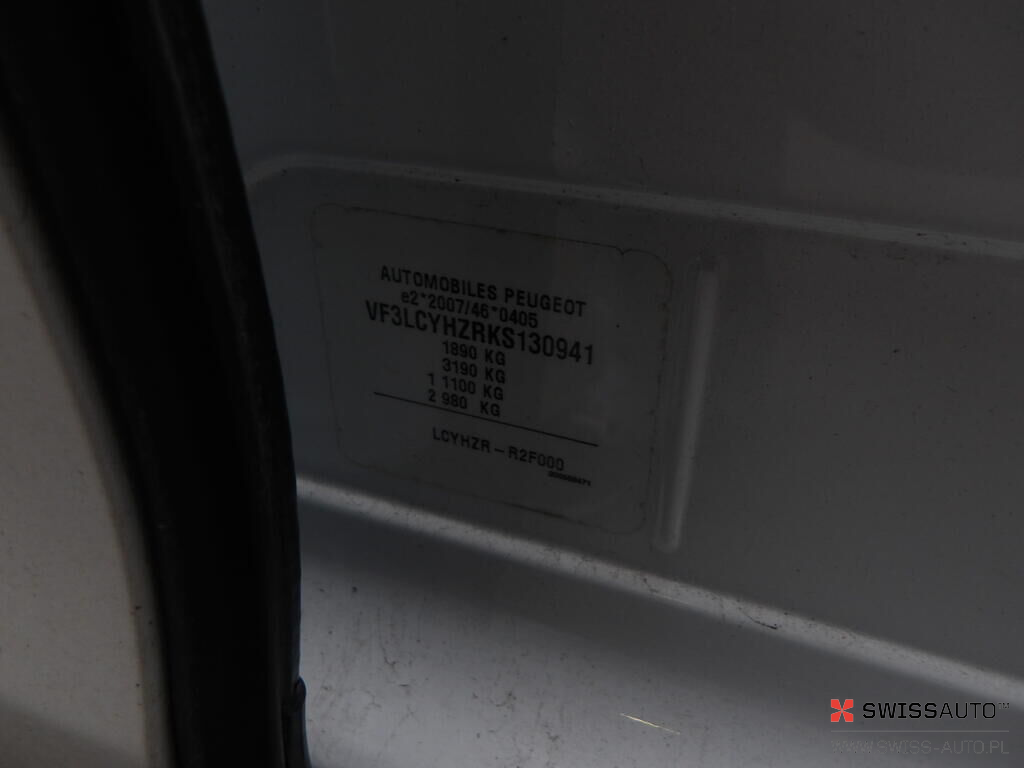 AUTOMOBILES PEUGEOT
e2*2007/46*0405
VF3LCYHZRKS130941
1890 KG
3190 KG
1 1100 KG
2 980 KG
LCYHZR - R2F000
SWISSAUTO™
WWW.SWISS-AUTO.PL